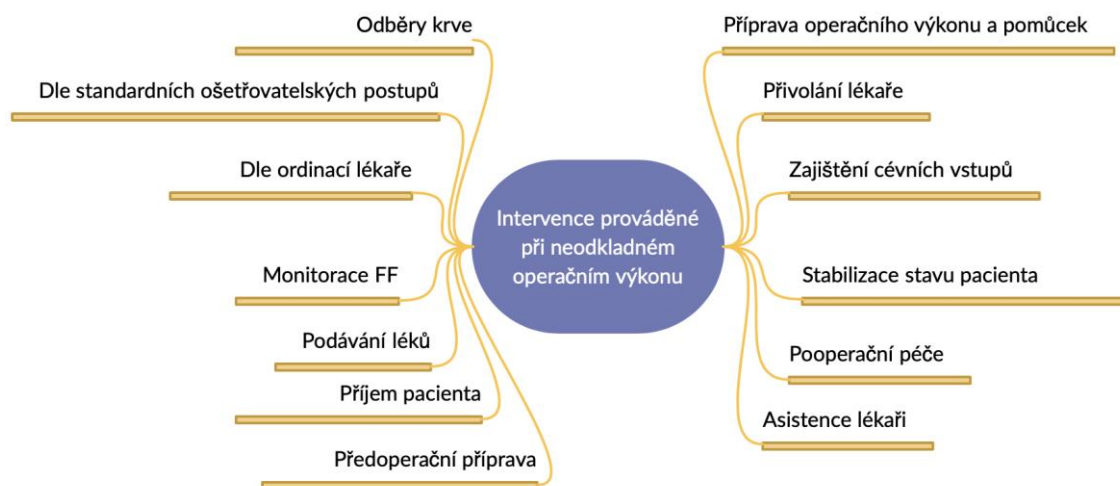 Odběry krve
Dle standardních ošetřovatelských postupů
Dle ordinací lékaře
Monitorace FF
Podávání léků
Příjem pacienta
Předoperační příprava
Intervence prováděné
při neodkladném
operačním výkonu
Příprava operačního výkonu a pomůcek
Přivolání lékaře
Zajištění cévních vstupů
Stabilizace stavu pacienta
Pooperační péče
Asistence lékaři